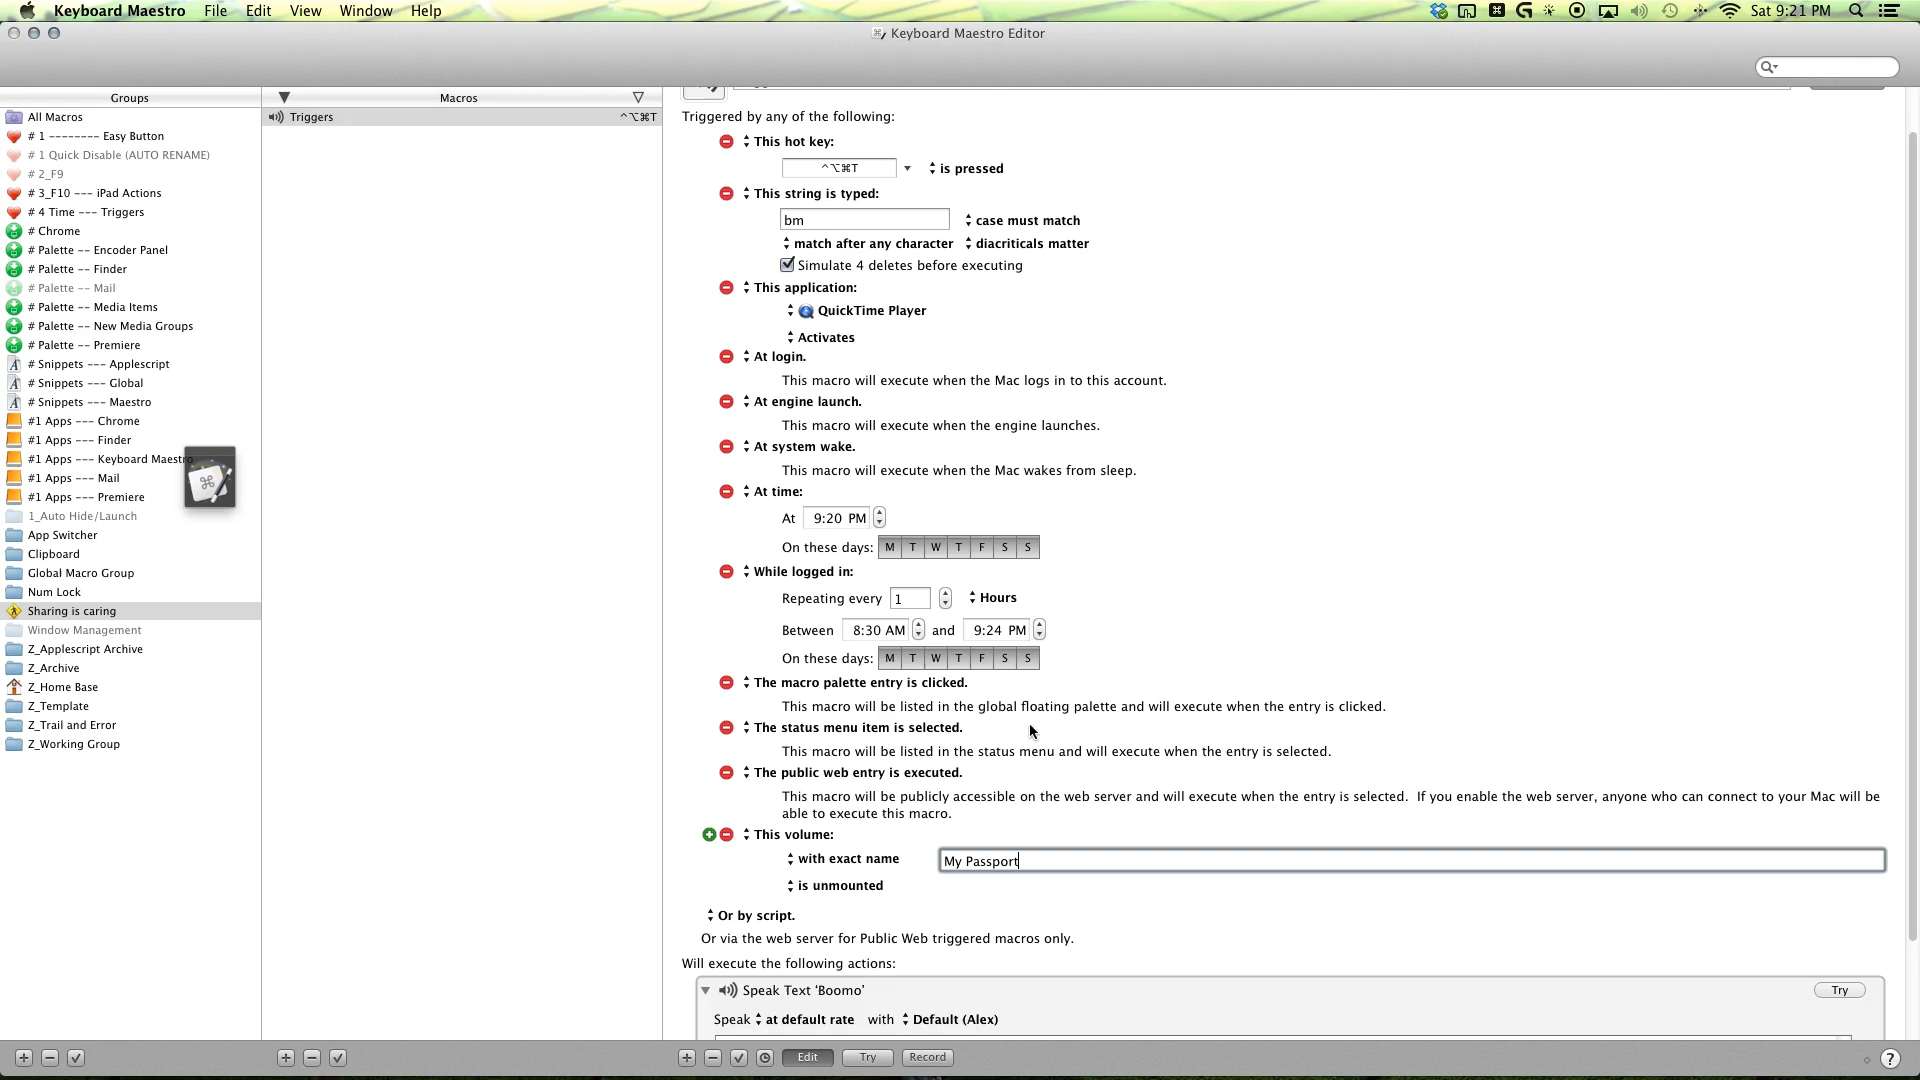 Keyboard Maestro File Edit View Window Help Sat 9:21 PM
Keyboard Maestro Editor
Groups
Macros
All Macros
# 1 -------- Easy Button
# 1 Quick Disable (AUTO RENAME)
# 2_F9
# 3_F10 --- iPad Actions
# 4 Time --- Triggers
# Chrome
# Palette -- Encoder Panel
# Palette -- Finder
# Palette -- Mail
# Palette -- Media Items
# Palette -- New Media Groups
# Palette -- Premiere
# Snippets --- Applescript
# Snippets --- Global
# Snippets --- Maestro
#1 Apps --- Chrome
#1 Apps --- Finder
#1 Apps --- Keyboard Maestro
#1 Apps --- Mail
#1 Apps --- Premiere
1_Auto Hide/Launch
App Switcher
Clipboard
Global Macro Group
Num Lock
Sharing is caring
Window Management
Z_Applescript Archive
Z_Archive
Z_Home Base
Z_Template
Z_Trail and Error
Z_Working Group
Triggers ⌃⌥⌘T
Triggered by any of the following:
This hot key:
⌃⌥⌘T is pressed
This string is typed:
bm case must match
match after any character diacriticals matter
Simulate 4 deletes before executing
This application:
QuickTime Player
Activates
At login.
This macro will execute when the Mac logs in to this account.
At engine launch.
This macro will execute when the engine launches.
At system wake.
This macro will execute when the Mac wakes from sleep.
At time:
At 9:20 PM
On these days: M T W T F S S
While logged in:
Repeating every 1 Hours
Between 8:30 AM and 9:24 PM
On these days: M T W T F S S
The macro palette entry is clicked.
This macro will be listed in the global floating palette and will execute when the entry is clicked.
The status menu item is selected.
This macro will be listed in the status menu and will execute when the entry is selected.
The public web entry is executed.
This macro will be publicly accessible on the web server and will execute when the entry is selected. If you enable the web server, anyone who can connect to your Mac will be
able to execute this macro.
This volume:
with exact name My Passport
is unmounted
Or by script.
Or via the web server for Public Web triggered macros only.
Will execute the following actions:
Speak Text ‘Boomo’ Try
Speak at default rate with Default (Alex)
Edit Try Record